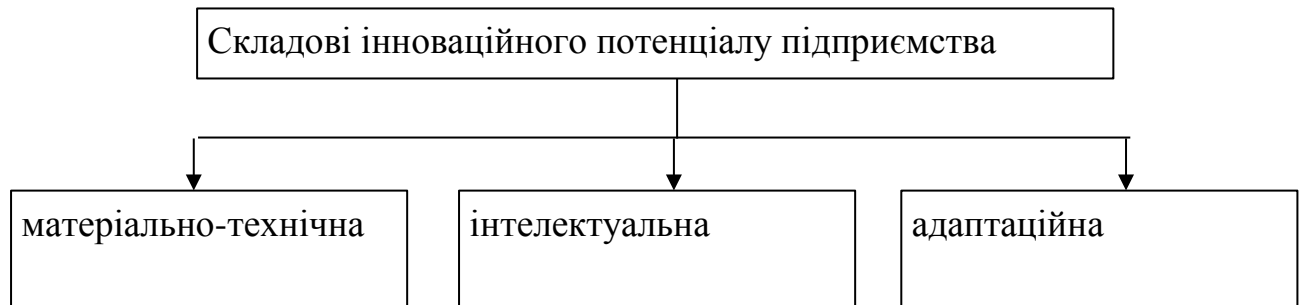 Складові інноваційного потенціалу підприємства
матеріально-технічна
інтелектуальна
адаптаційна